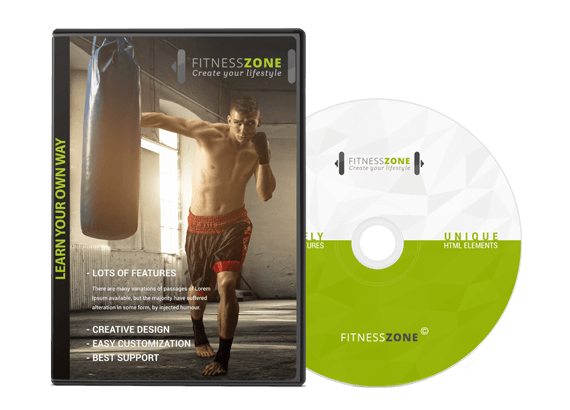 FITNESSZONE
Create your lifestyle
LEARN YOUR OWN WAY
- LOTS OF FEATURES
There are many variations of passages of Lorem
Ipsum available, but the majority have suffered
alteration in some form, by injected humour.
- CREATIVE DESIGN
- EASY CUSTOMIZATION
- BEST SUPPORT
FITNESSZONE
Create your lifestyle
UNIQUE
HTML ELEMENTS
FITNESSZONE©